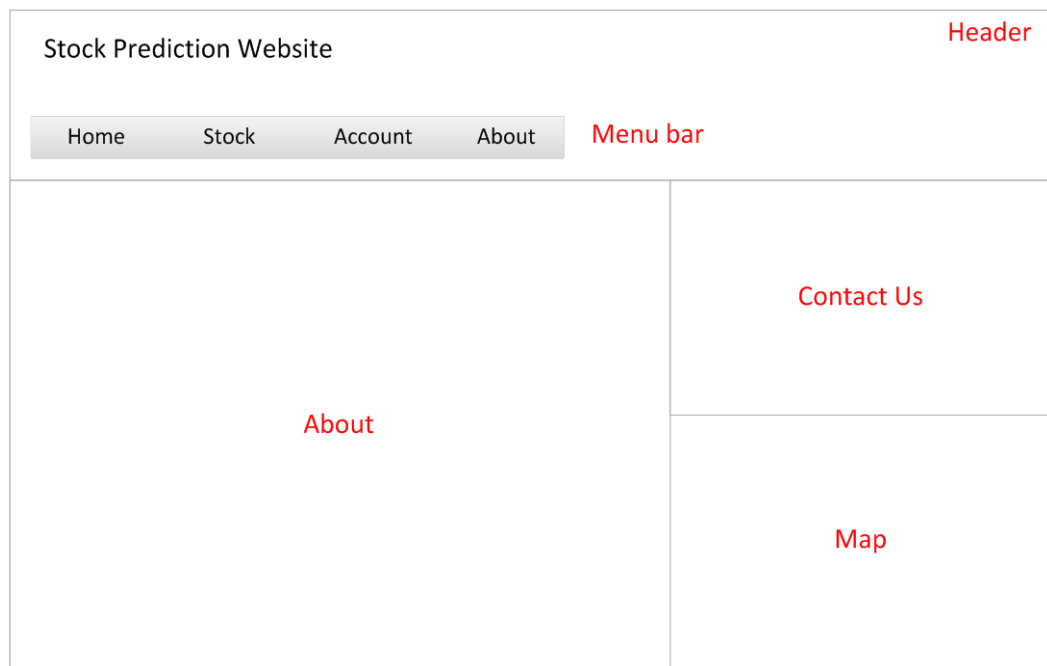 Header
Stock Prediction Website
Home Stock Account About
Menu bar
Contact Us
About
Map